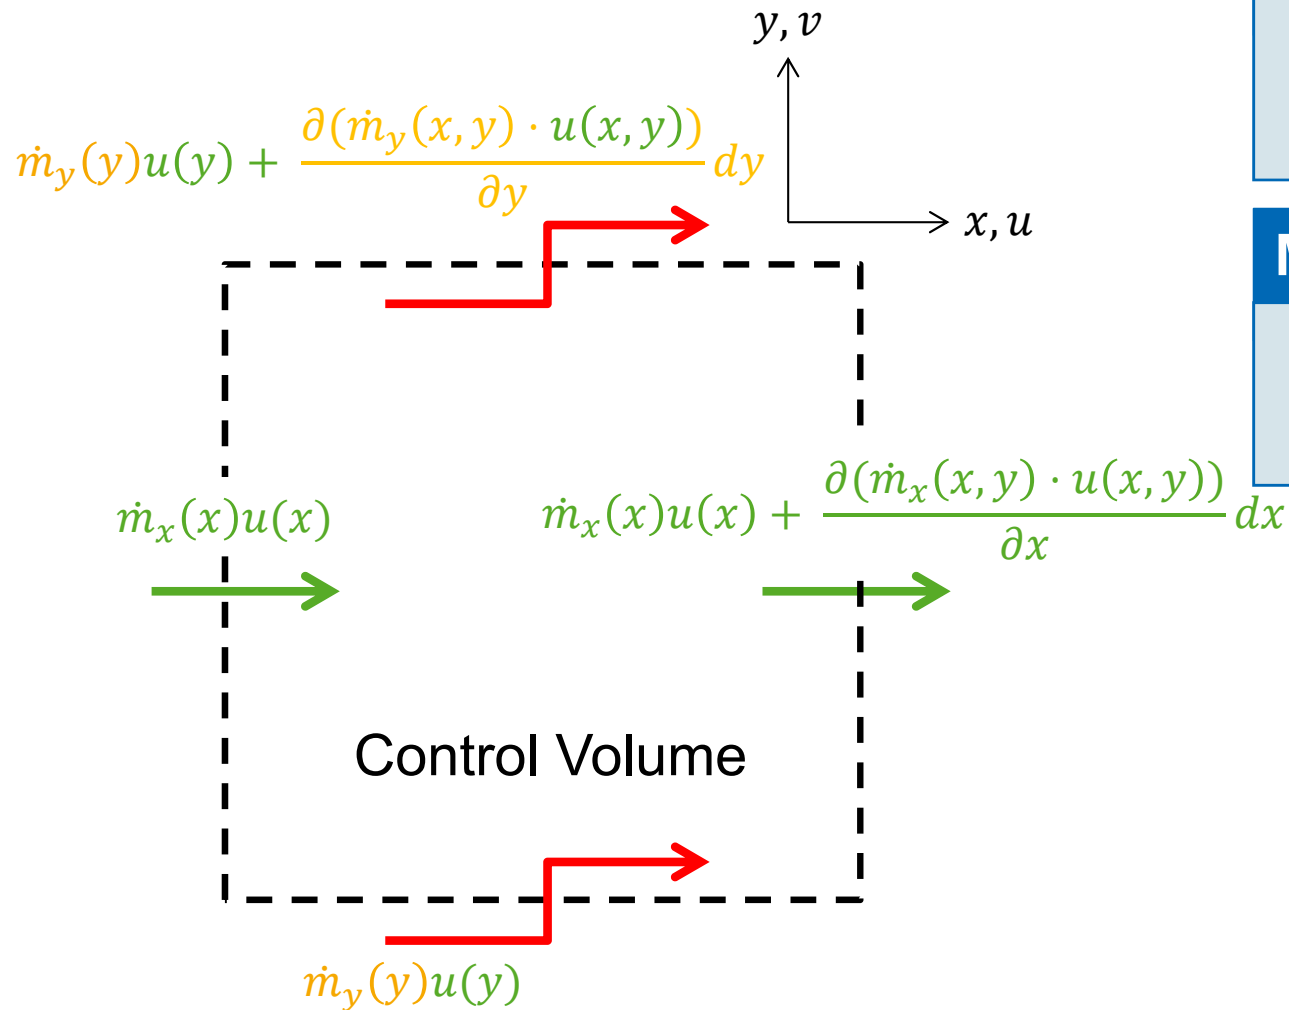 y, v
ṁ_y(y)u(y) + ∂(ṁ_y(x, y) · u(x, y))/∂y dy
x, u
ṁ_x(x)u(x)
ṁ_x(x)u(x) + ∂(ṁ_x(x, y) · u(x, y))/∂x dx
Control Volume
ṁ_y(y)u(y)